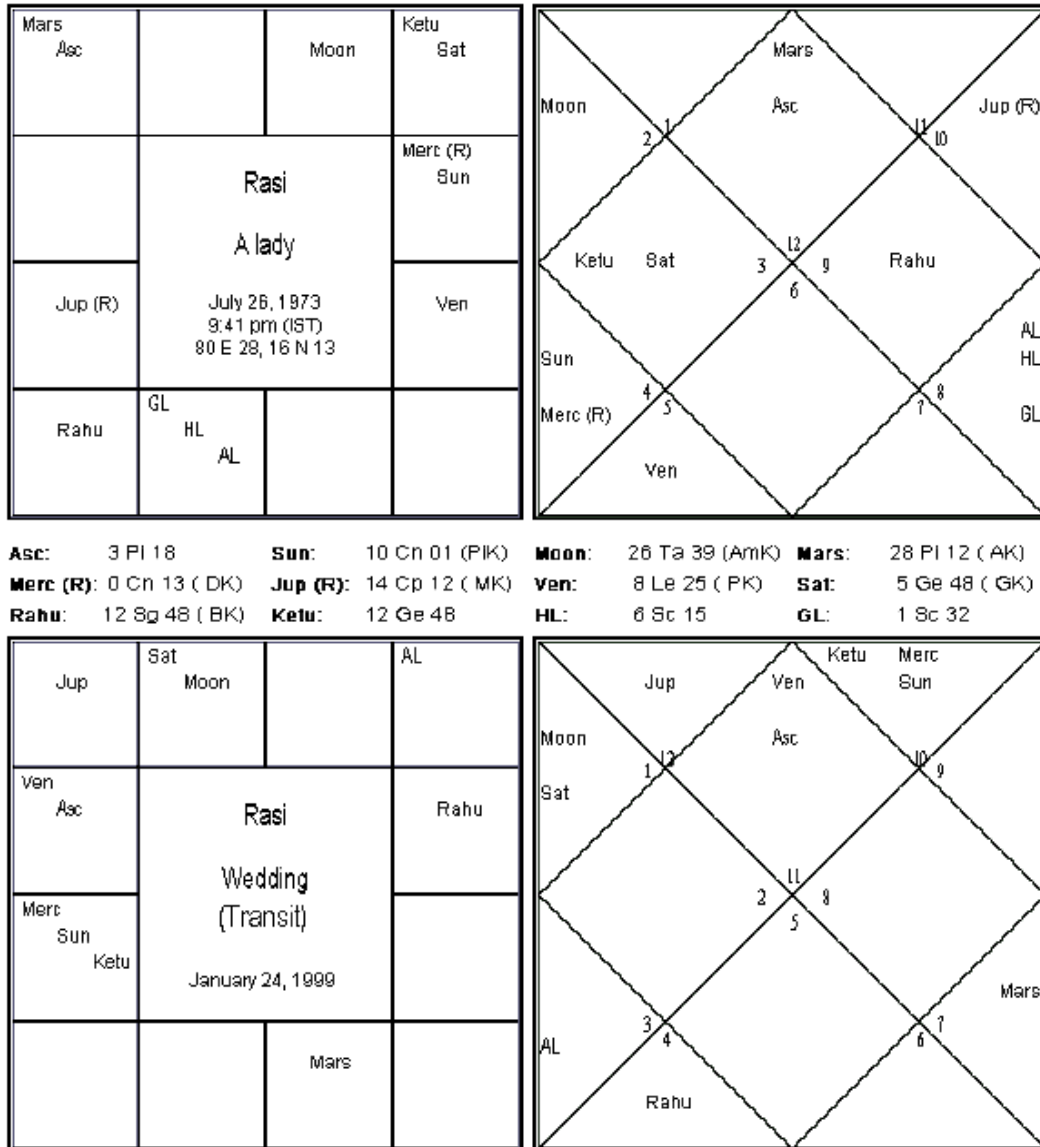 Mars
Asc
Moon
Ketu
Sat
Merc (R)
Sun
Rasi
A lady
July 26, 1973
9:41 pm (IST)
80 E 28, 16 N 13
Jup (R)
Ven
Rahu
GL
HL
AL
Mars
Asc
Moon
Jup (R)
1
2
11
10
12
3
9
6
Ketu Sat
Rahu
AL
HL
GL
Sun
Merc (R)
4
5
8
7
Ven
Asc: 3 PI 18 Sun: 10 Cn 01 (PIK) Moon: 26 Ta 39 (AmK) Mars: 28 PI 12 ( AK)
Merc (R): 0 Cn 13 ( DK) Jup (R): 14 Cp 12 ( MK) Ven: 8 Le 25 ( PK) Sat: 5 Ge 48 ( GK)
Rahu: 12 Sg 48 ( BK) Ketu: 12 Ge 48 HL: 6 Sc 15 GL: 1 Sc 32
Jup
Sat
Moon
AL
Ven
Asc
Rahu
Rasi
Wedding
(Transit)
January 24, 1999
Merc
Sun
Ketu
Mars
Ketu Merc
Sun
Jup
Ven
Asc
Moon
Sat
12
1
10
9
11
2
8
5
Mars
3
4
7
6
AL
Rahu